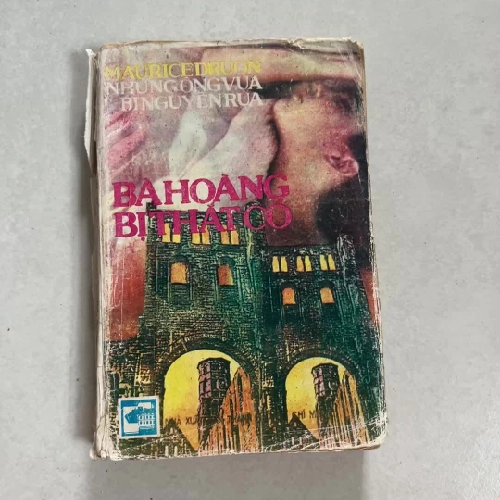 MAURICE DRUON
NHỮNG ÔNG VUA
BỊ NGUYỀN RỦA
BÀ HOÀNG
BỊ THẮT CỔ